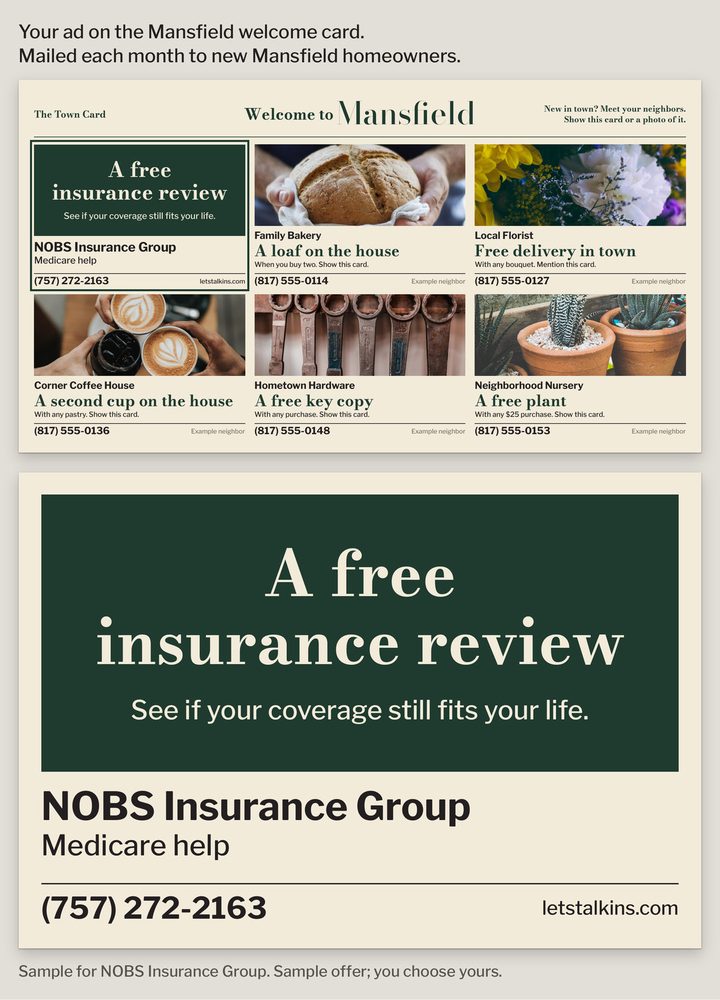 Your ad on the Mansfield welcome card.
Mailed each month to new Mansfield homeowners.
The Town Card
Welcome to Mansfield
New in town? Meet your neighbors.
Show this card or a photo of it.
A free
insurance review
See if your coverage still fits your life.
NOBS Insurance Group
Medicare help
(757) 272-2163
letstalkins.com
Family Bakery
A loaf on the house
When you buy two. Show this card.
(817) 555-0114
Example neighbor
Local Florist
Free delivery in town
With any bouquet. Mention this card.
(817) 555-0127
Example neighbor
Corner Coffee House
A second cup on the house
With any pastry. Show this card.
(817) 555-0136
Example neighbor
Hometown Hardware
A free key copy
With any purchase. Show this card.
(817) 555-0148
Example neighbor
Neighborhood Nursery
A free plant
With any $25 purchase. Show this card.
(817) 555-0153
Example neighbor
A free
insurance review
See if your coverage still fits your life.
NOBS Insurance Group
Medicare help
(757) 272-2163
letstalkins.com
Sample for NOBS Insurance Group. Sample offer; you choose yours.